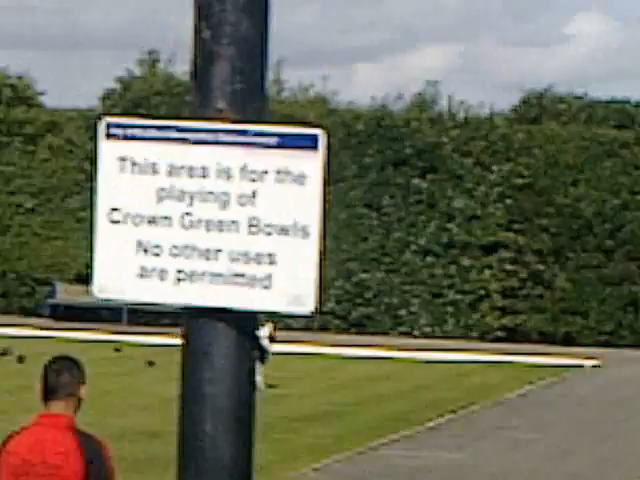 This area is for the
playing of
Crown Green Bowls
No other uses
are permitted